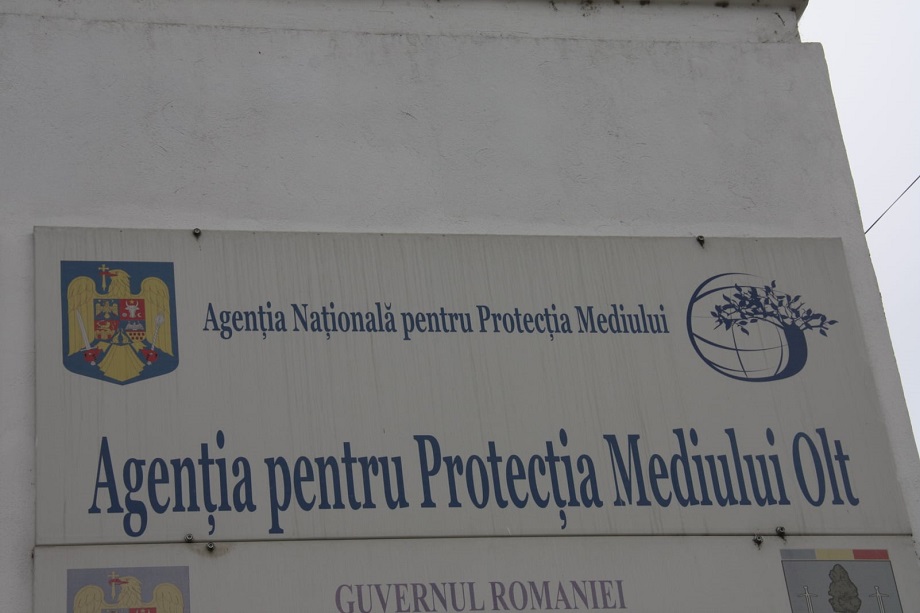 Agenția Națională pentru Protecția Mediului
Agenția pentru Protecția Mediului Olt
GUVERNUL ROMANIEI